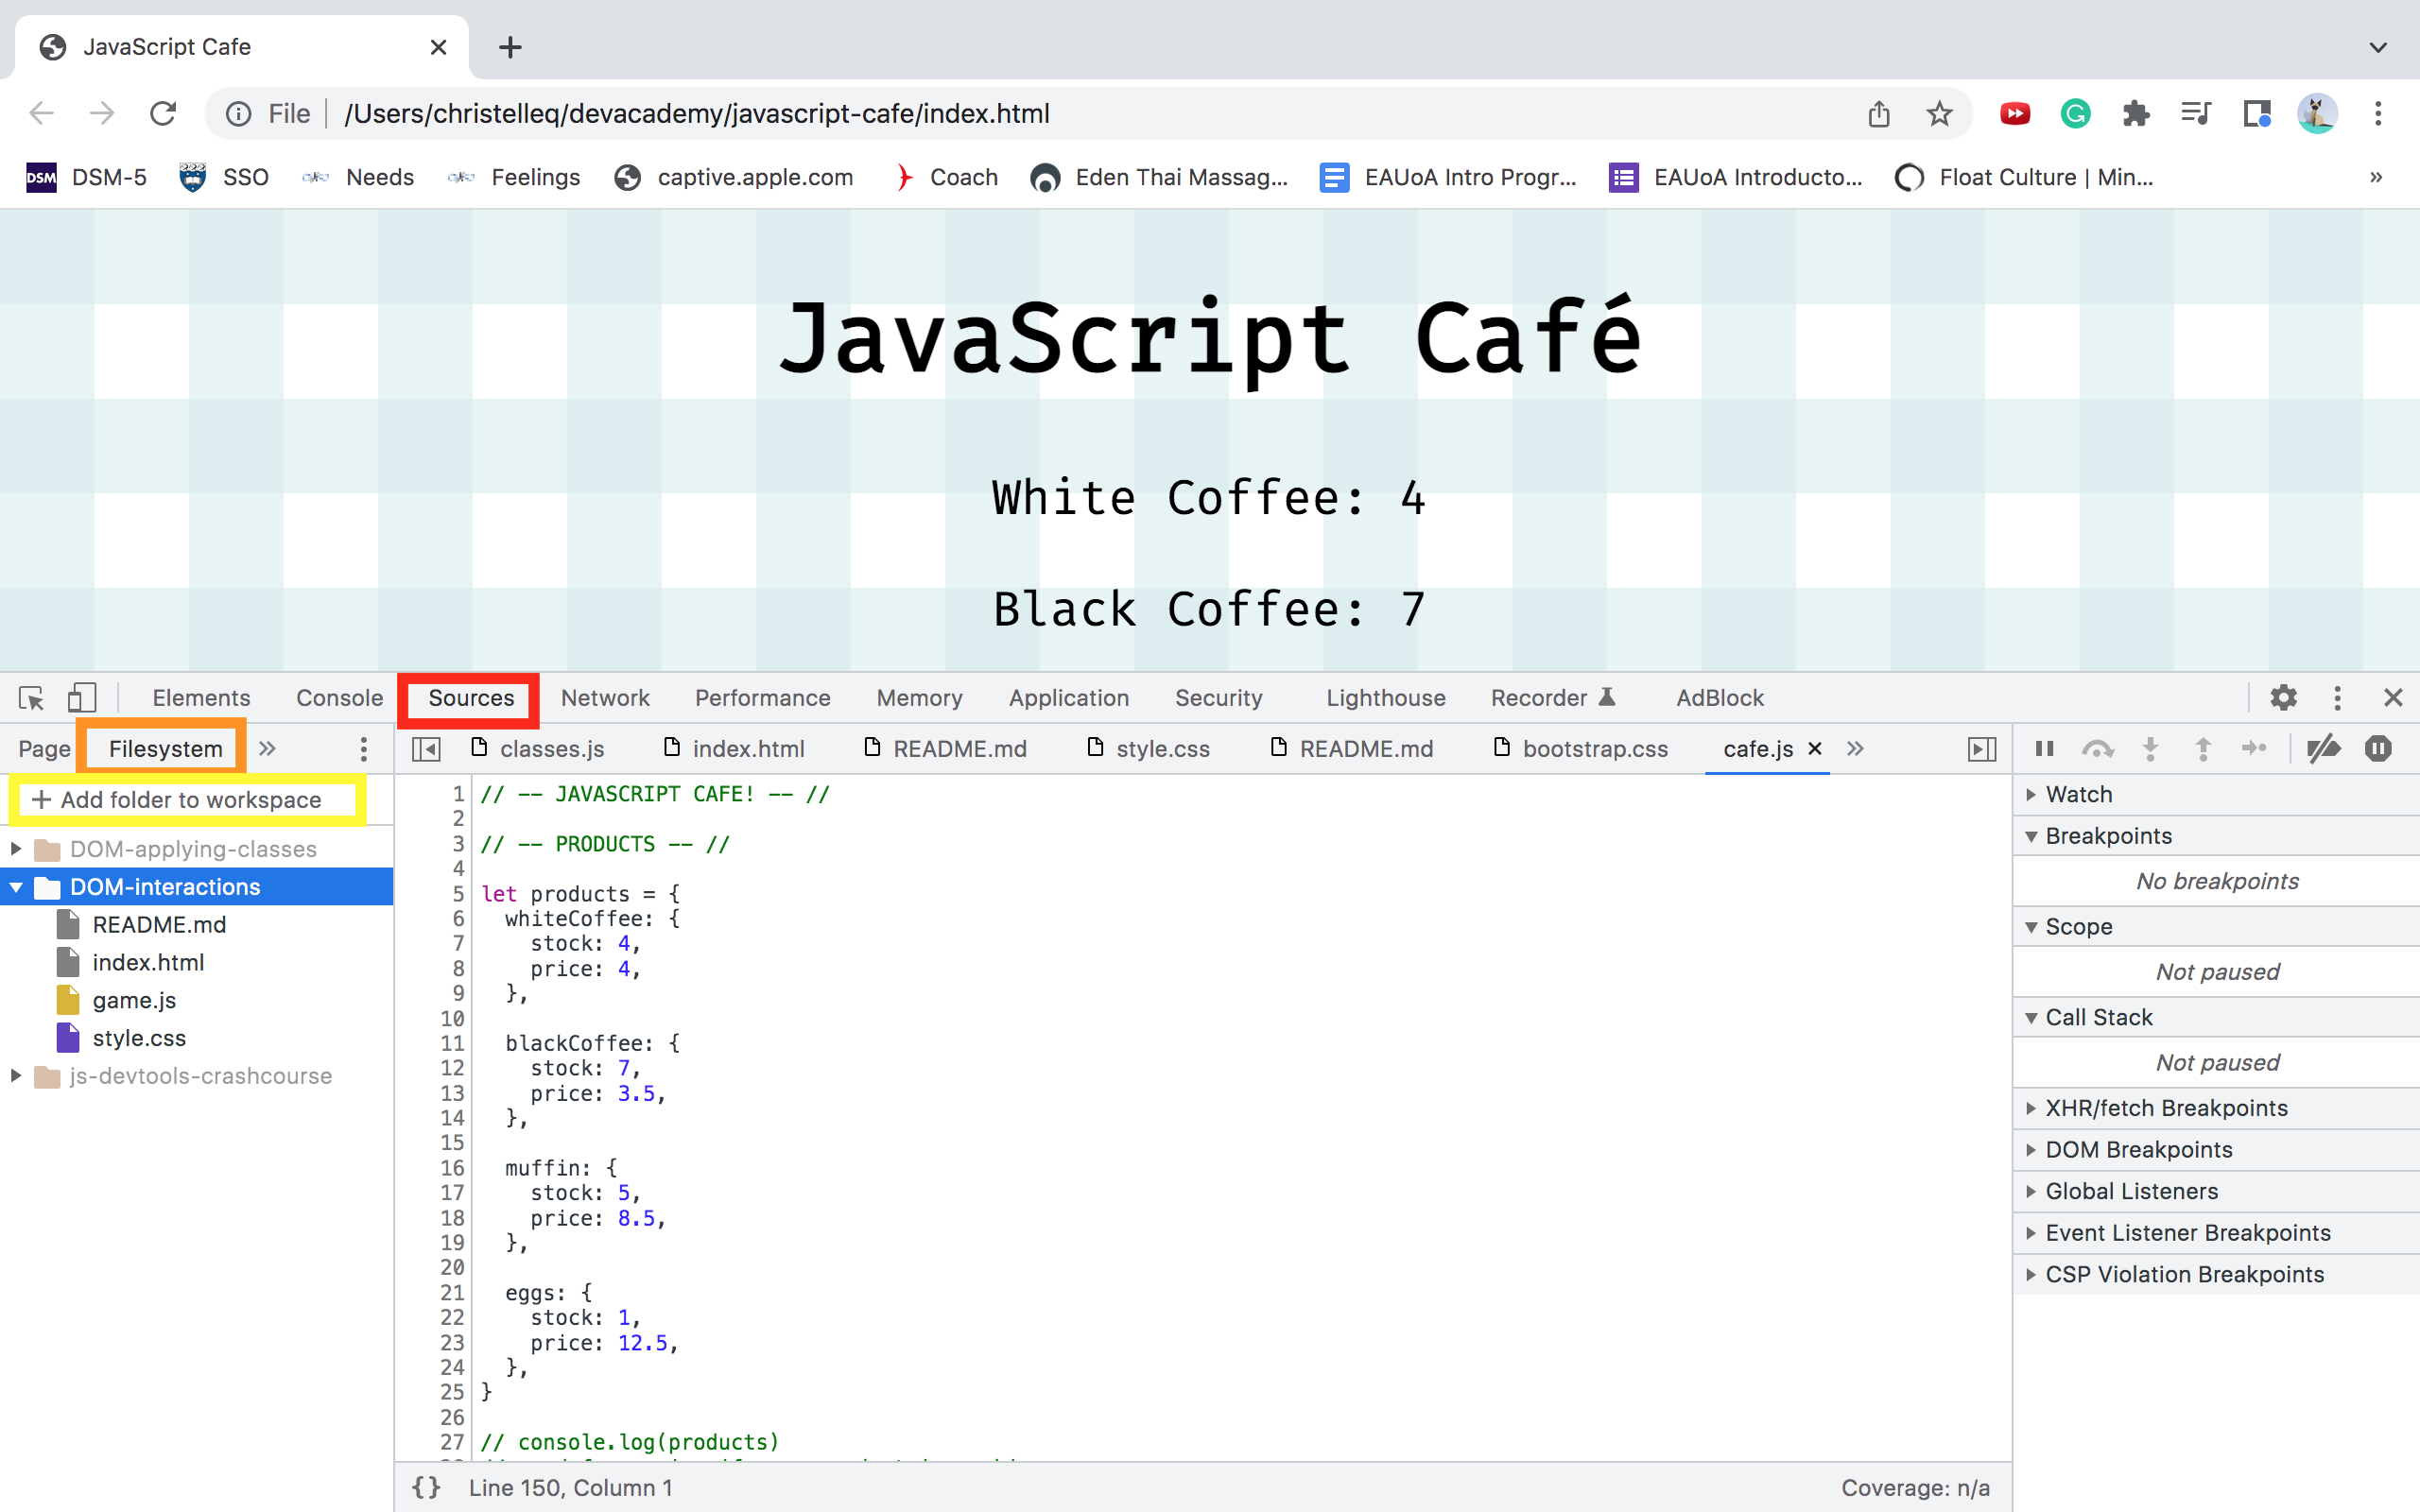 JavaScript Cafe
File /Users/christelleq/devacademy/javascript-cafe/index.html
DSM DSM-5 SSO Needs Feelings captive.apple.com Coach Eden Thai Massag... EAUoA Intro Progr... EAUoA Introducto... Float Culture | Min... »
JavaScript Café
White Coffee: 4
Black Coffee: 7
Elements Console Sources Network Performance Memory Application Security Lighthouse Recorder AdBlock
Page Filesystem » classes.js index.html README.md style.css README.md bootstrap.css cafe.js × »
+ Add folder to workspace
DOM-applying-classes
DOM-interactions
README.md
index.html
game.js
style.css
js-devtools-crashcourse
1 // -- JAVASCRIPT CAFE! -- //
2
3 // -- PRODUCTS -- //
4
5 let products = {
6 whiteCoffee: {
7 stock: 4,
8 price: 4,
9 },
10
11 blackCoffee: {
12 stock: 7,
13 price: 3.5,
14 },
15
16 muffin: {
17 stock: 5,
18 price: 8.5,
19 },
20
21 eggs: {
22 stock: 1,
23 price: 12.5,
24 },
25 }
26
27 // console.log(products)
{} Line 150, Column 1 Coverage: n/a
Watch
Breakpoints
No breakpoints
Scope
Not paused
Call Stack
Not paused
XHR/fetch Breakpoints
DOM Breakpoints
Global Listeners
Event Listener Breakpoints
CSP Violation Breakpoints